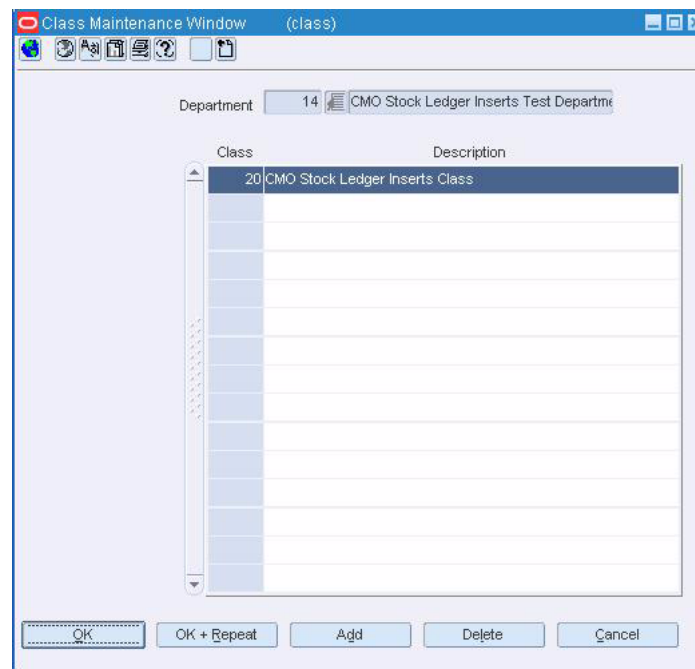 Class Maintenance Window (class)
Department 14 CMO Stock Ledger Inserts Test Departme
Class Description
20 CMO Stock Ledger Inserts Class
OK OK + Repeat Add Delete Cancel